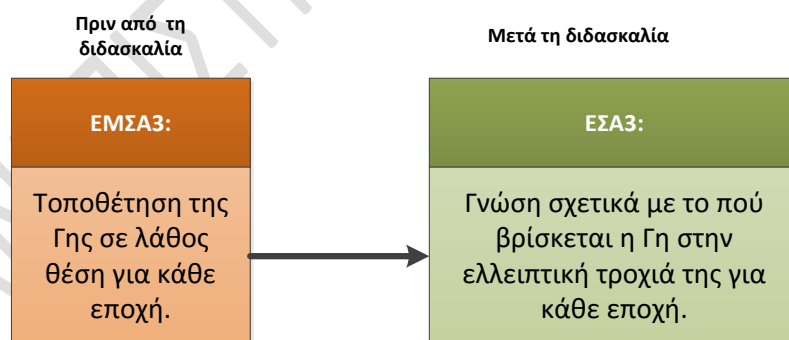 Πριν από τη
διδασκαλία
Μετά τη διδασκαλία
ΕΜΣΑ3:
Τοποθέτηση της
Γης σε λάθος
θέση για κάθε
εποχή.
ΕΣΑ3:
Γνώση σχετικά με το πού
βρίσκεται η Γη στην
ελλειπτική τροχιά της για
κάθε εποχή.